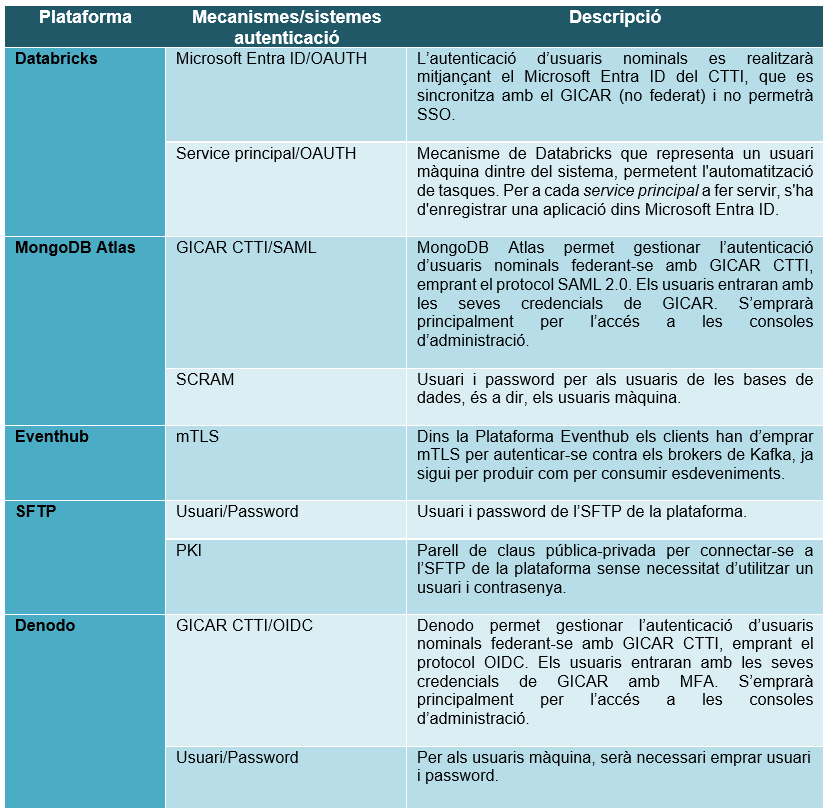 Plataforma
Mecanismes/sistemes
autenticació
Descripció
Databricks
Microsoft Entra ID/OAUTH
L’autenticació d’usuaris nominals es realitzarà
mitjançant el Microsoft Entra ID del CTTI, que es
sincronitza amb el GICAR (no federat) i no permetrà
SSO.
Service principal/OAUTH
Mecanisme de Databricks que representa un usuari
màquina dintre del sistema, permetent l'automatització
de tasques. Per a cada service principal a fer servir, s'ha
d'enregistrar una aplicació dins Microsoft Entra ID.
MongoDB Atlas
GICAR CTTI/SAML
MongoDB Atlas permet gestionar l’autenticació
d’usuaris nominals federant-se amb GICAR CTTI,
emprant el protocol SAML 2.0. Els usuaris entraran amb
les seves credencials de GICAR. S’emprarà
principalment per l’accés a les consoles
d’administració.
SCRAM
Usuari i password per als usuaris de les bases de
dades, és a dir, els usuaris màquina.
Eventhub
mTLS
Dins la Plataforma Eventhub els clients han d’emprar
mTLS per autenticar-se contra els brokers de Kafka, ja
sigui per produir com per consumir esdeveniments.
SFTP
Usuari/Password
Usuari i password de l’SFTP de la plataforma.
PKI
Parell de claus pública-privada per connectar-se a
l’SFTP de la plataforma sense necessitat d’utilitzar un
usuari i contrasenya.
Denodo
GICAR CTTI/OIDC
Denodo permet gestionar l’autenticació d’usuaris
nominals federant-se amb GICAR CTTI, emprant el
protocol OIDC. Els usuaris entraran amb les seves
credencials de GICAR amb MFA. S’emprarà
principalment per l’accés a les consoles
d’administració.
Usuari/Password
Per als usuaris màquina, serà necessari emprar usuari
i password.